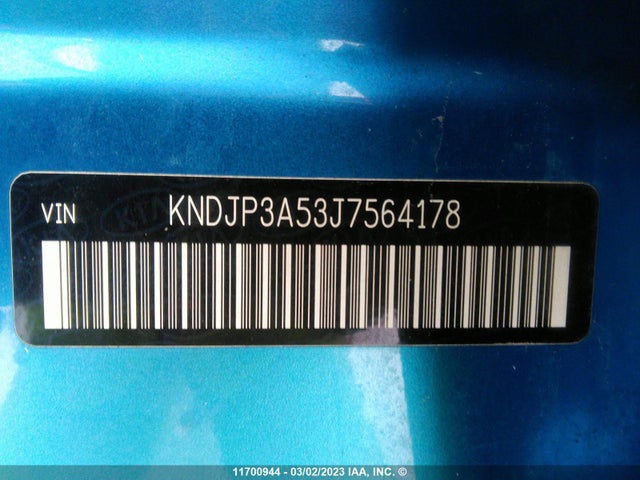 VIN KNDJP3A53J7564178
11700944 - 03/02/2023 IAA, INC. ©